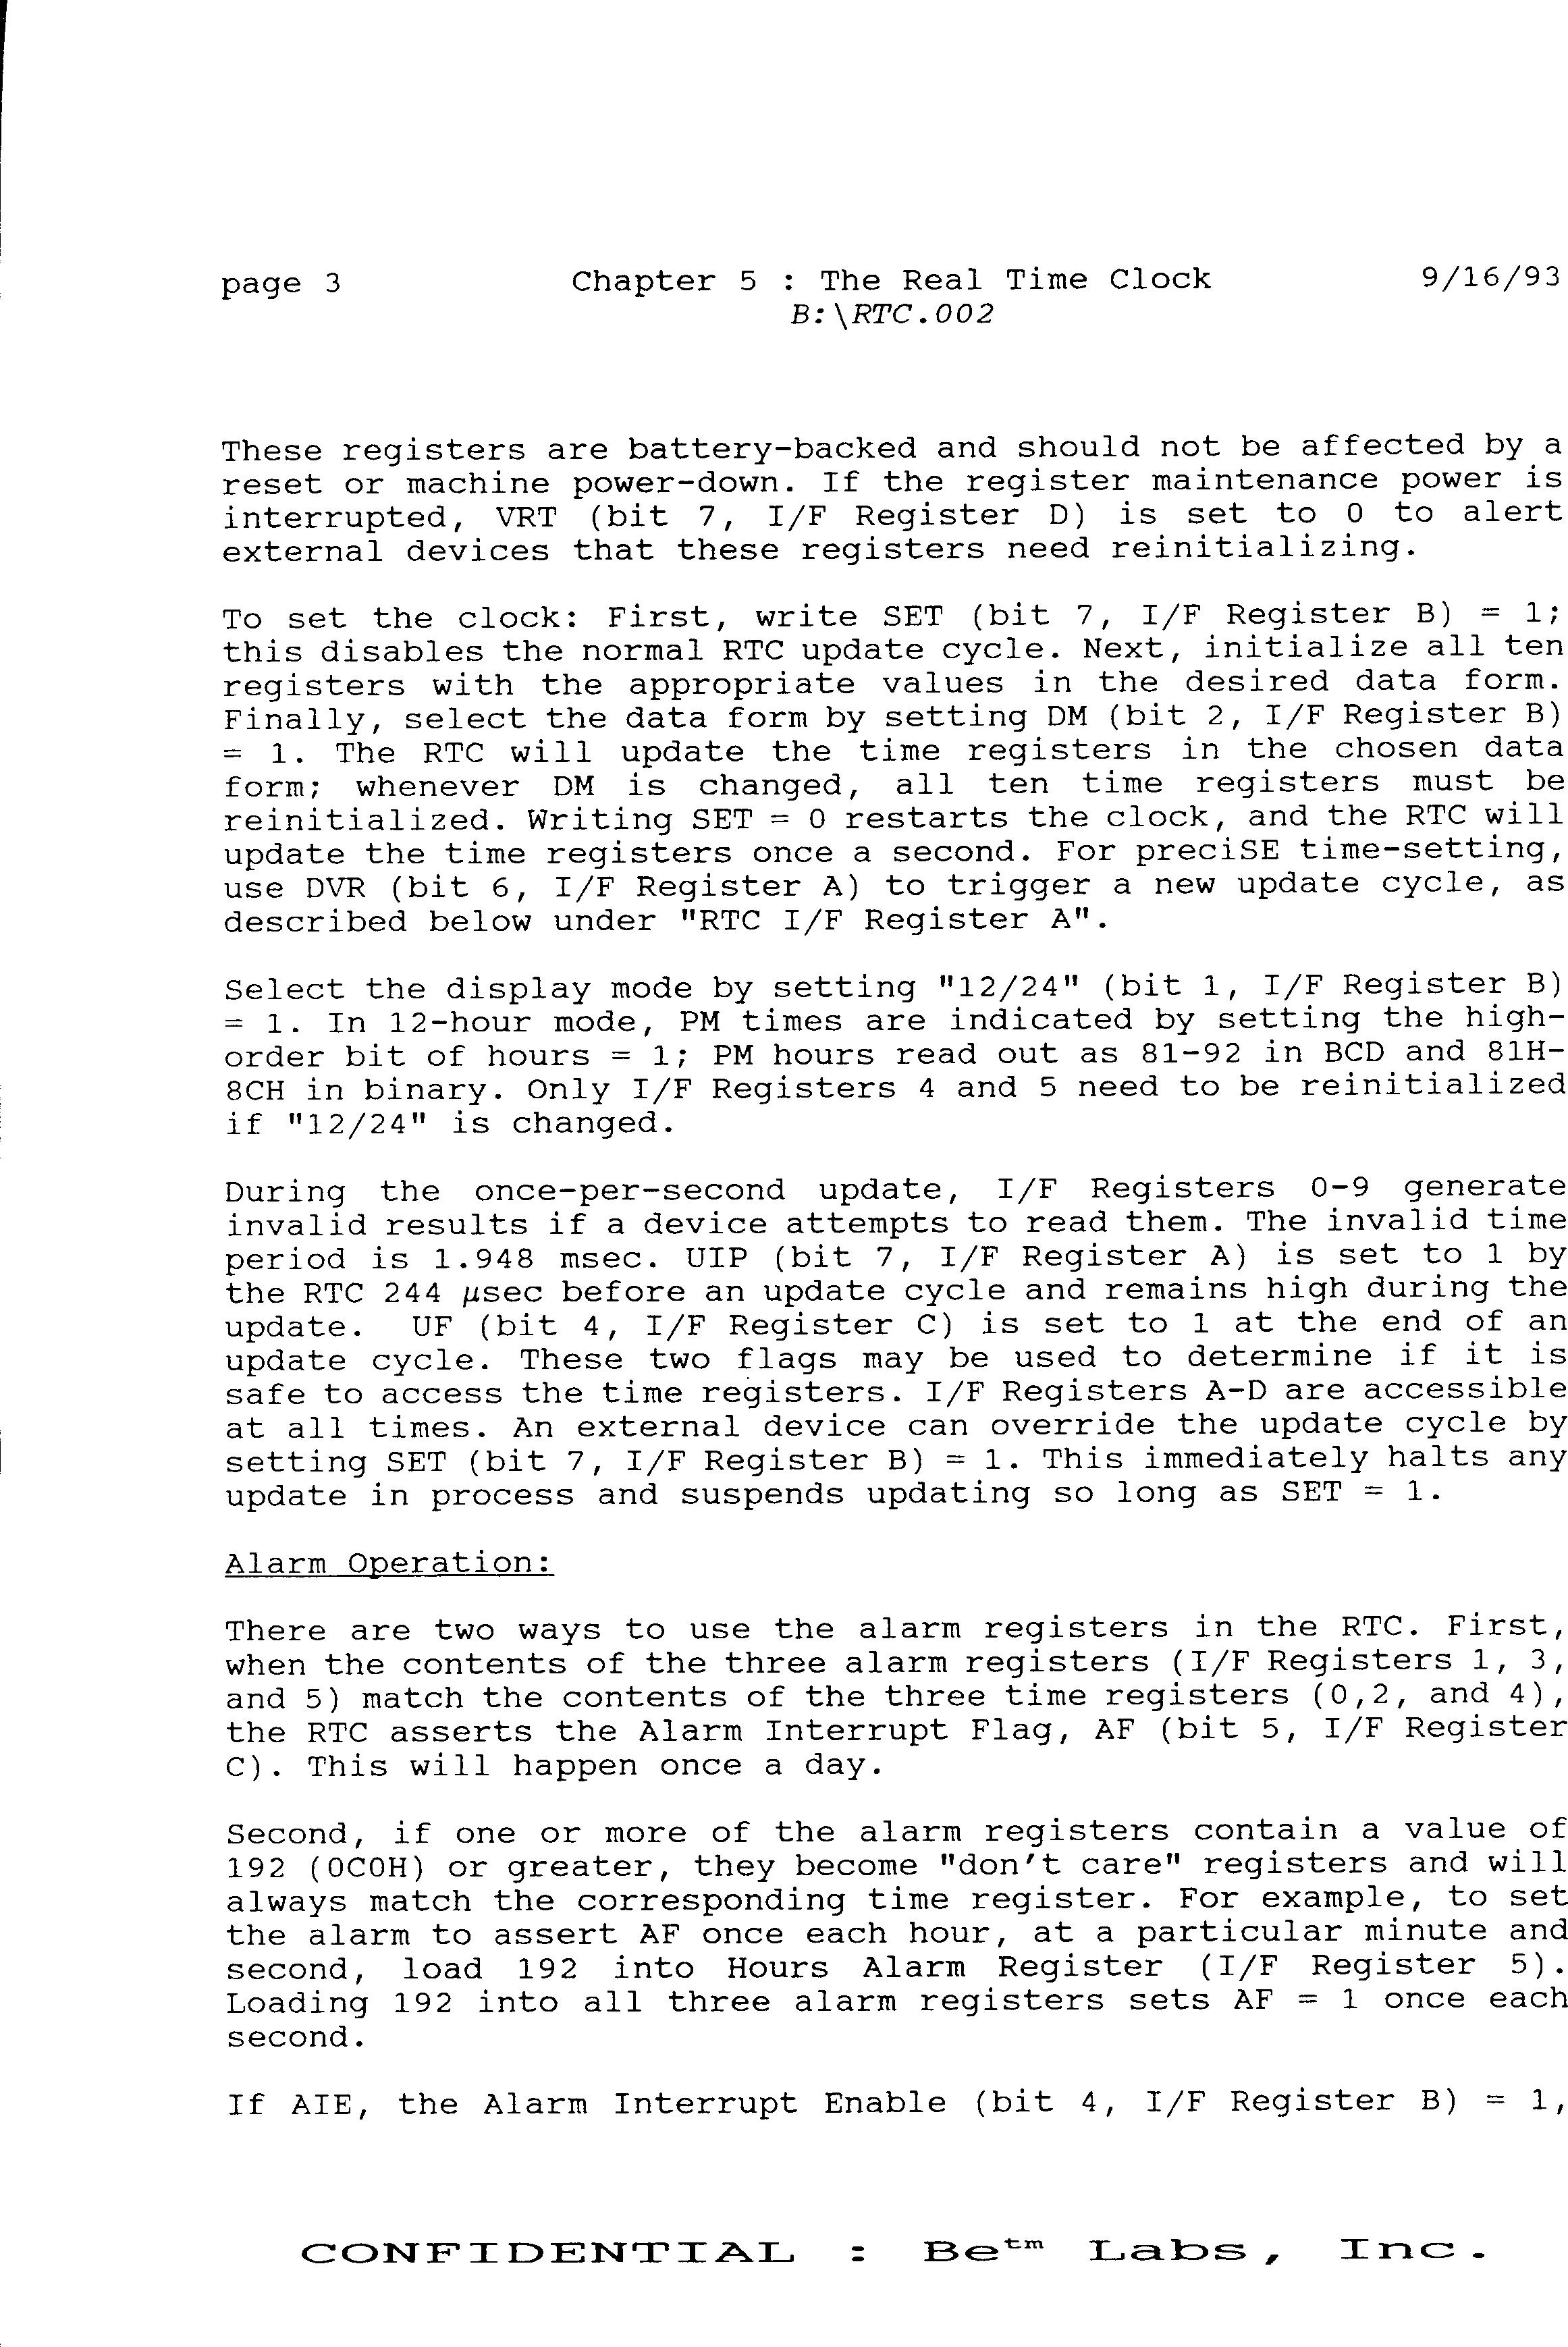 page 3 Chapter 5 : The Real Time Clock 9/16/93
B:\RTC.002
These registers are battery-backed and should not be affected by a
reset or machine power-down. If the register maintenance power is
interrupted, VRT (bit 7, I/F Register D) is set to 0 to alert
external devices that these registers need reinitializing.
To set the clock: First, write SET (bit 7, I/F Register B) = 1;
this disables the normal RTC update cycle. Next, initialize all ten
registers with the appropriate values in the desired data form.
Finally, select the data form by setting DM (bit 2, I/F Register B)
= 1. The RTC will update the time registers in the chosen data
form; whenever DM is changed, all ten time registers must be
reinitialized. Writing SET = 0 restarts the clock, and the RTC will
update the time registers once a second. For preciSE time-setting,
use DVR (bit 6, I/F Register A) to trigger a new update cycle, as
described below under "RTC I/F Register A".
Select the display mode by setting "12/24" (bit 1, I/F Register B)
= 1. In 12-hour mode, PM times are indicated by setting the high-
order bit of hours = 1; PM hours read out as 81-92 in BCD and 81H-
8CH in binary. Only I/F Registers 4 and 5 need to be reinitialized
if "12/24" is changed.
During the once-per-second update, I/F Registers 0-9 generate
invalid results if a device attempts to read them. The invalid time
period is 1.948 msec. UIP (bit 7, I/F Register A) is set to 1 by
the RTC 244 µsec before an update cycle and remains high during the
update. UF (bit 4, I/F Register C) is set to 1 at the end of an
update cycle. These two flags may be used to determine if it is
safe to access the time registers. I/F Registers A-D are accessible
at all times. An external device can override the update cycle by
setting SET (bit 7, I/F Register B) = 1. This immediately halts any
update in process and suspends updating so long as SET = 1.
Alarm Operation:
There are two ways to use the alarm registers in the RTC. First,
when the contents of the three alarm registers (I/F Registers 1, 3,
and 5) match the contents of the three time registers (0,2, and 4),
the RTC asserts the Alarm Interrupt Flag, AF (bit 5, I/F Register
C). This will happen once a day.
Second, if one or more of the alarm registers contain a value of
192 (0C0H) or greater, they become "don't care" registers and will
always match the corresponding time register. For example, to set
the alarm to assert AF once each hour, at a particular minute and
second, load 192 into Hours Alarm Register (I/F Register 5).
Loading 192 into all three alarm registers sets AF = 1 once each
second.
If AIE, the Alarm Interrupt Enable (bit 4, I/F Register B) = 1,
CONFIDENTIAL : Be™ Labs, Inc.